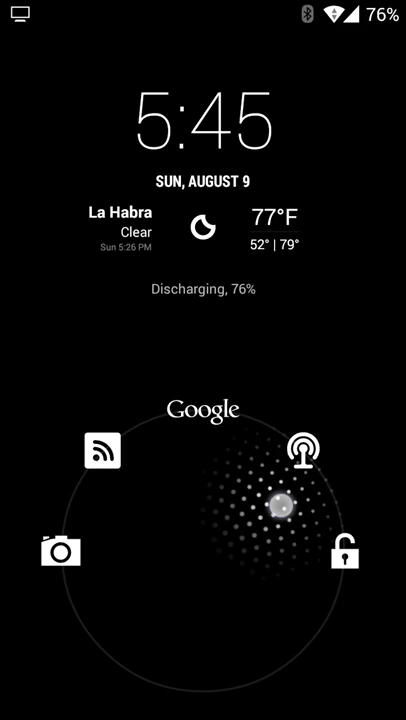 76%
5:45
SUN, AUGUST 9
La Habra
Clear
Sun 5:26 PM
77°F
52° | 79°
Discharging, 76%
Google